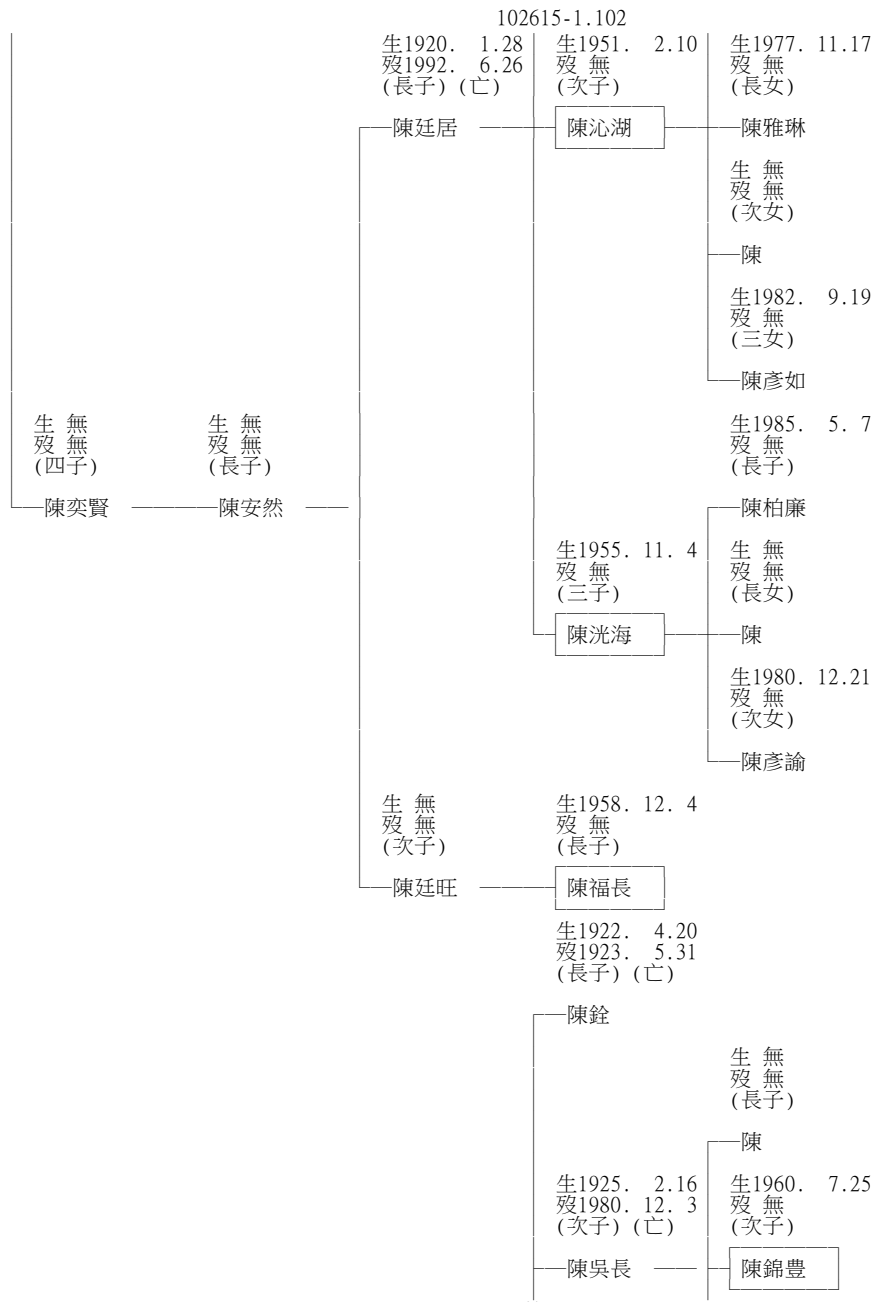 102615-1.102
生1920. 1.28 生1951. 2.10 生1977. 11.17
歿1992. 6.26 歿 無 歿 無
(長子)(亡) (次子) (長女)
陳廷居 陳沁湖 陳雅琳
生 無
歿 無
(次女)
陳
生1982. 9.19
歿 無
(三女)
陳彥如
生 無 生 無 生1985. 5. 7
歿 無 歿 無 歿 無
(四子) (長子) (長子)
陳奕賢 陳安然 陳柏廉
生1955. 11. 4 生 無
歿 無 歿 無
(三子) (長女)
陳洸海 陳
生1980. 12.21
歿 無
(次女)
陳彥諭
生 無 生1958. 12. 4
歿 無 歿 無
(次子) (長子)
陳廷旺 陳福長
生1922. 4.20
歿1923. 5.31
(長子)(亡)
陳銓
生 無
歿 無
(長子)
陳
生1925. 2.16 生1960. 7.25
歿1980. 12. 3 歿 無
(次子)(亡) (次子)
陳吳長 陳錦豊